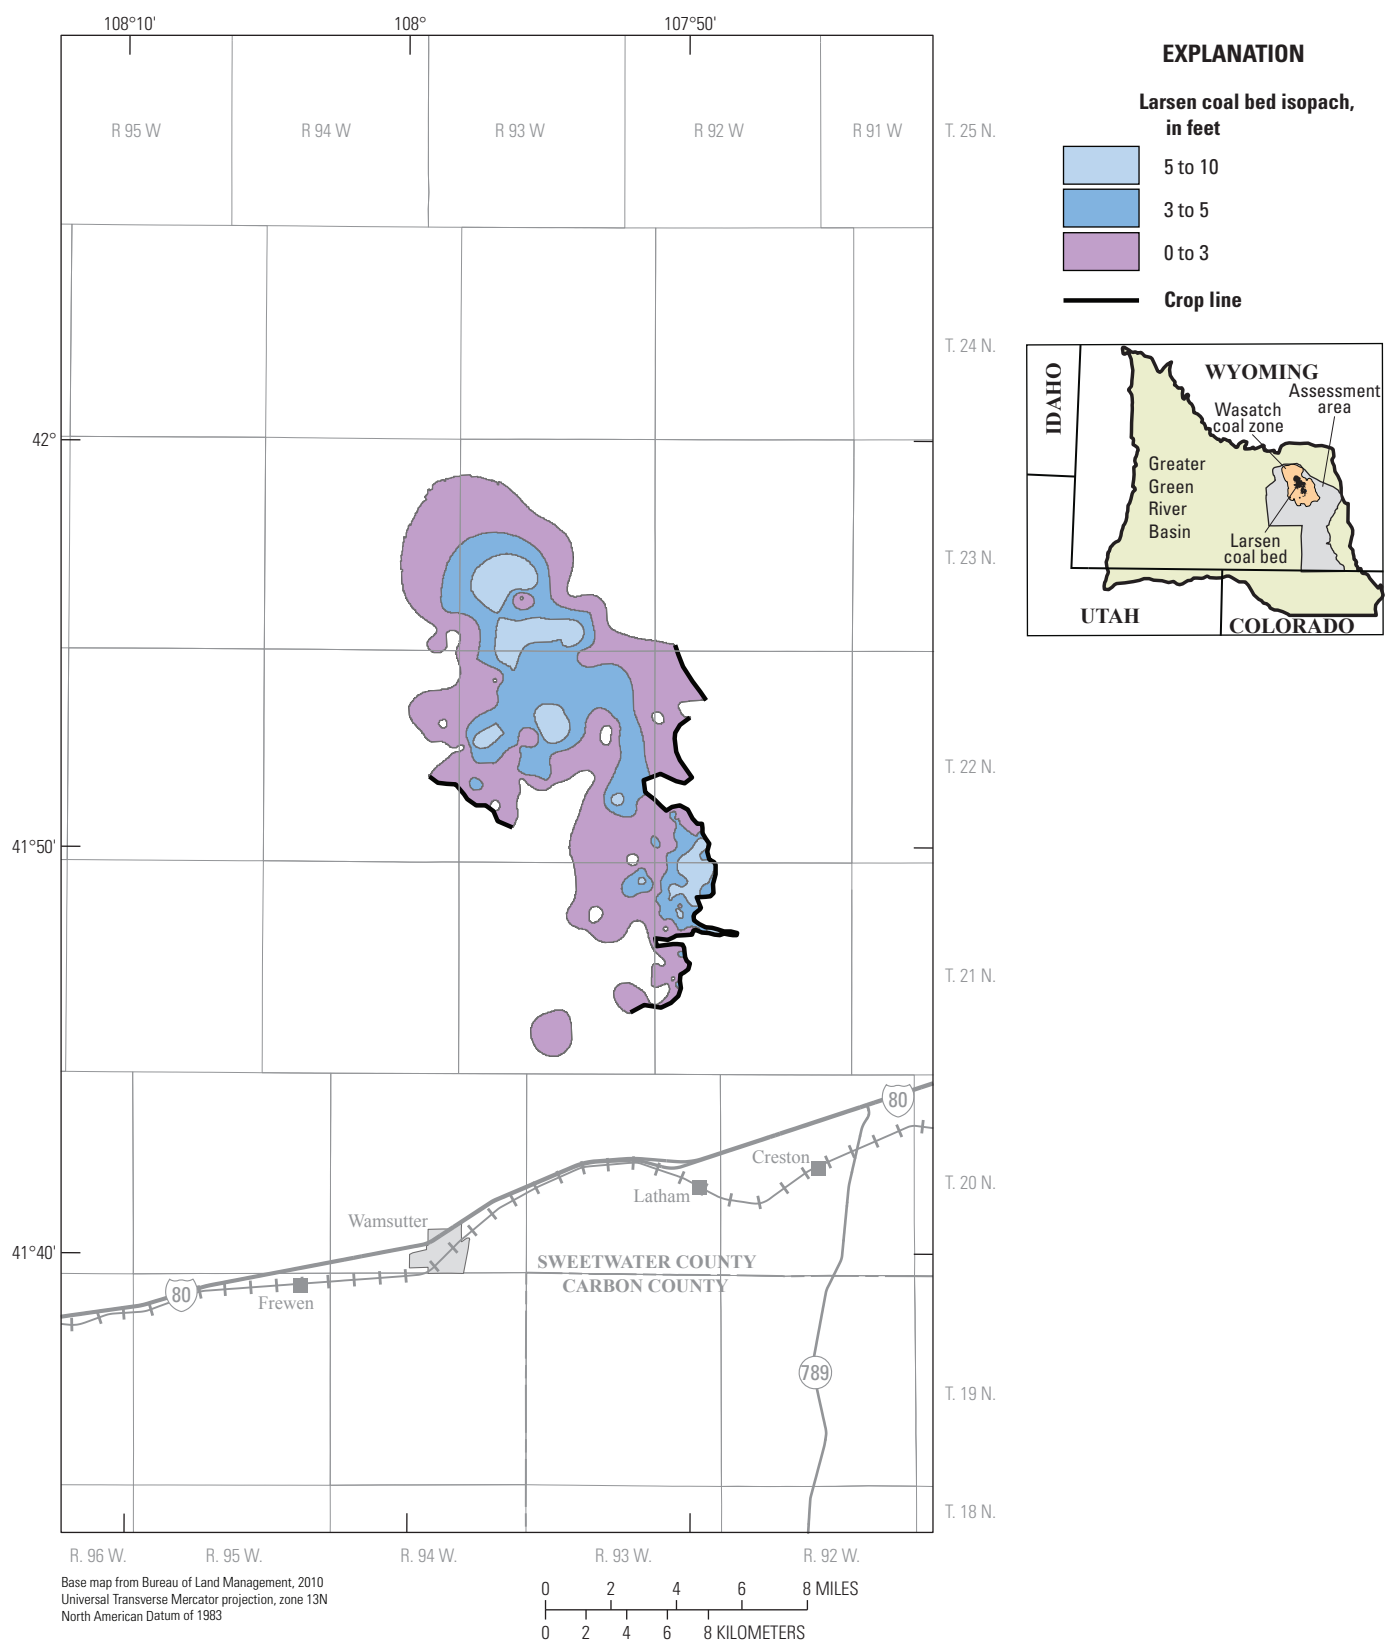 108°10'
108°
107°50'
R 95 W
R 94 W
R 93 W
R 92 W
R 91 W
T. 25 N.
T. 24 N.
42°
T. 23 N.
T. 22 N.
41°50'
T. 21 N.
80
Creston
Latham
T. 20 N.
Wamsutter
41°40'
SWEETWATER COUNTY
CARBON COUNTY
80
Frewen
789
T. 19 N.
T. 18 N.
R. 96 W.
R. 95 W.
R. 94 W.
R. 93 W.
R. 92 W.
Base map from Bureau of Land Management, 2010
Universal Transverse Mercator projection, zone 13N
North American Datum of 1983
0 2 4 6 8 MILES
0 2 4 6 8 KILOMETERS
EXPLANATION
Larsen coal bed isopach,
in feet
5 to 10
3 to 5
0 to 3
Crop line
IDAHO
WYOMING
Assessment
area
Wasatch
coal zone
Greater
Green
River
Basin
Larsen
coal bed
UTAH
COLORADO